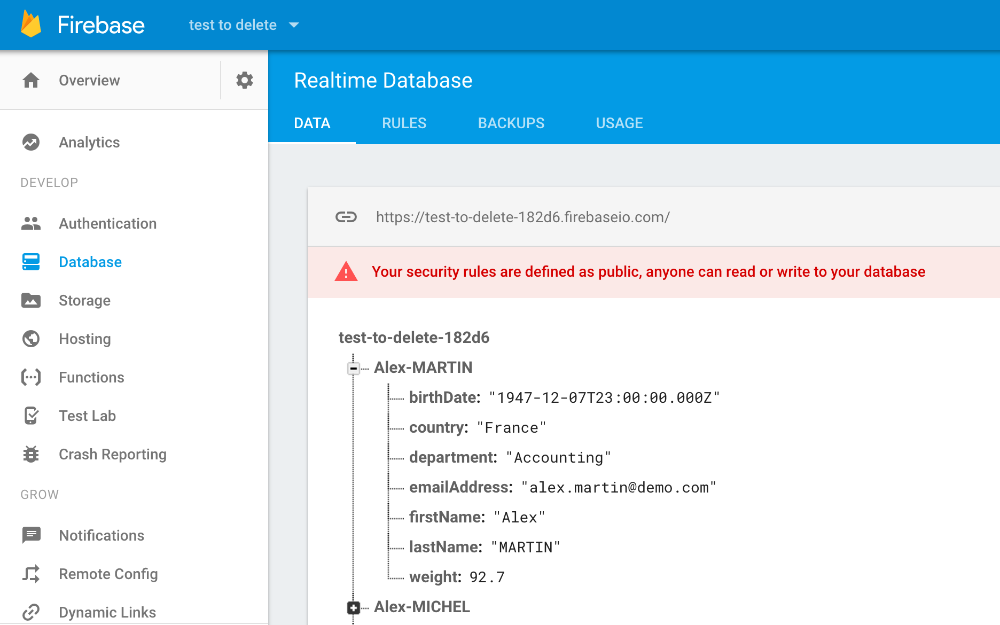 Firebase
test to delete
Overview
Analytics
DEVELOP
Authentication
Database
Storage
Hosting
Functions
Test Lab
Crash Reporting
GROW
Notifications
Remote Config
Dynamic Links
Realtime Database
DATA RULES BACKUPS USAGE
https://test-to-delete-182d6.firebaseio.com/
Your security rules are defined as public, anyone can read or write to your database
test-to-delete-182d6
Alex-MARTIN
birthDate: "1947-12-07T23:00:00.000Z"
country: "France"
department: "Accounting"
emailAddress: "alex.martin@demo.com"
firstName: "Alex"
lastName: "MARTIN"
weight: 92.7
Alex-MICHEL